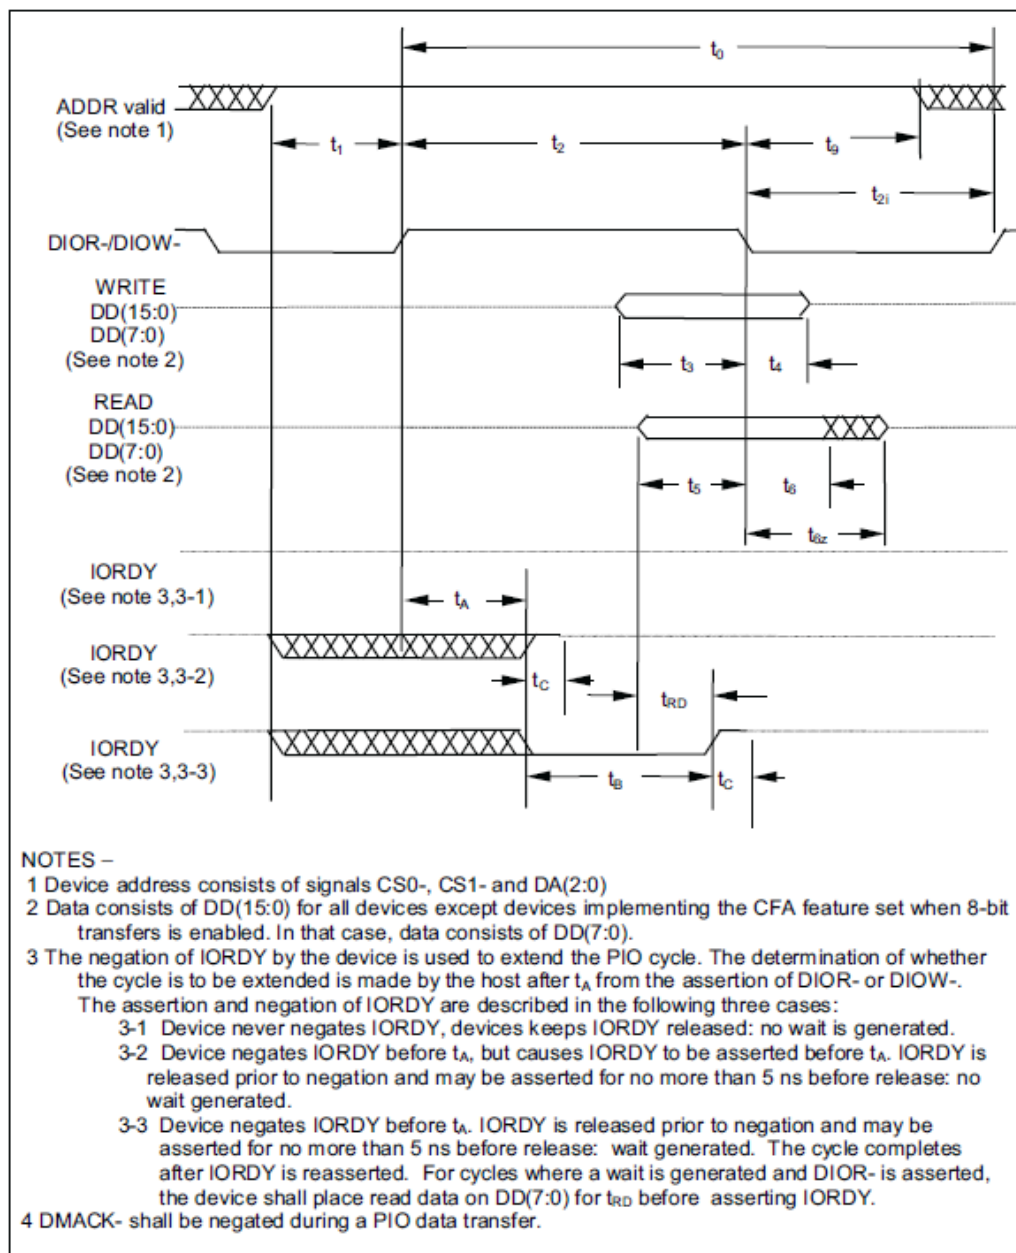 t0
ADDR valid
(See note 1)
t1
t2
t9
t2i
DIOR-/DIOW-
WRITE
DD(15:0)
DD(7:0)
(See note 2)
t3
t4
READ
DD(15:0)
DD(7:0)
(See note 2)
t5
t6
t6z
IORDY
(See note 3,3-1)
tA
IORDY
(See note 3,3-2)
tC
tRD
IORDY
(See note 3,3-3)
tB
tC
NOTES –
1 Device address consists of signals CS0-, CS1- and DA(2:0)
2 Data consists of DD(15:0) for all devices except devices implementing the CFA feature set when 8-bit
transfers is enabled. In that case, data consists of DD(7:0).
3 The negation of IORDY by the device is used to extend the PIO cycle. The determination of whether
the cycle is to be extended is made by the host after tA from the assertion of DIOR- or DIOW-.
The assertion and negation of IORDY are described in the following three cases:
3-1 Device never negates IORDY, devices keeps IORDY released: no wait is generated.
3-2 Device negates IORDY before tA, but causes IORDY to be asserted before tA. IORDY is
released prior to negation and may be asserted for no more than 5 ns before release: no
wait generated.
3-3 Device negates IORDY before tA. IORDY is released prior to negation and may be
asserted for no more than 5 ns before release: wait generated. The cycle completes
after IORDY is reasserted. For cycles where a wait is generated and DIOR- is asserted,
the device shall place read data on DD(7:0) for tRD before asserting IORDY.
4 DMACK- shall be negated during a PIO data transfer.